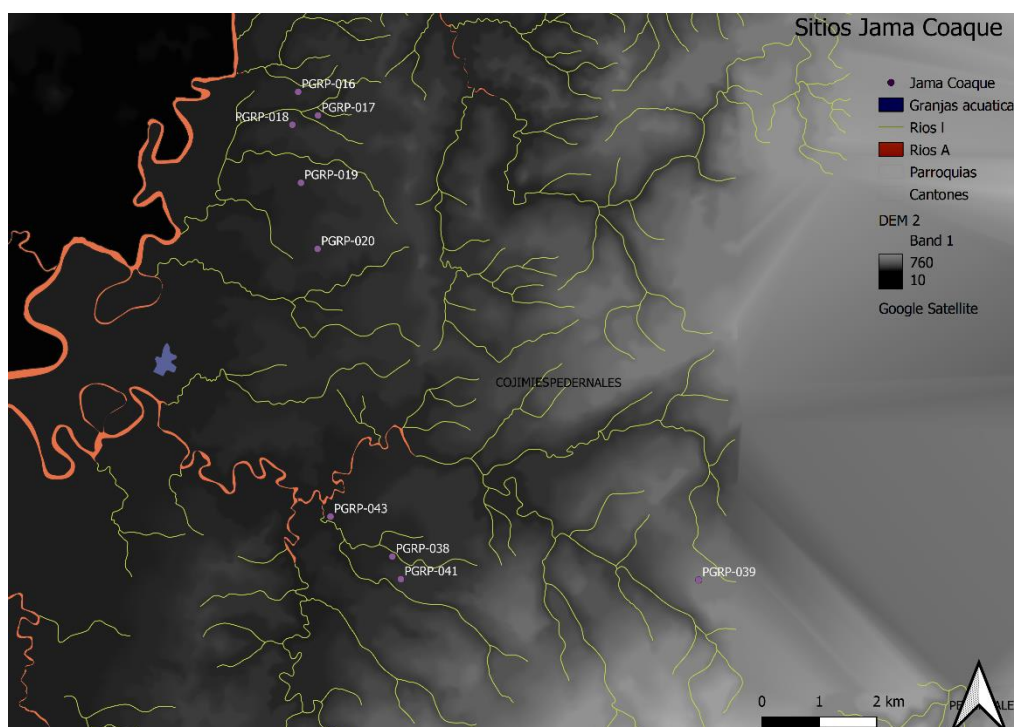 Sitios Jama Coaque
Jama Coaque
Granjas acuatica
Rios I
Rios A
Parroquias
Cantones
DEM 2
Band 1
760
10
Google Satellite
PGRP-016
PGRP-017
PGRP-018
PGRP-019
PGRP-020
COJIMIESPEDERNALES
PGRP-043
PGRP-038
PGRP-041
PGRP-039
0 1 2 km